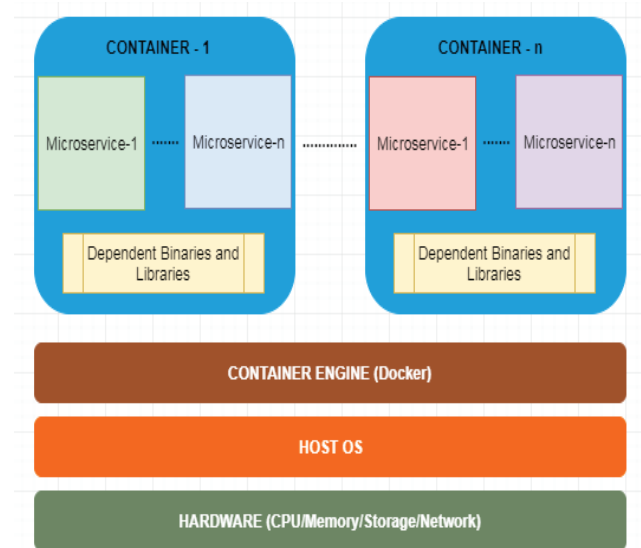 CONTAINER - 1
CONTAINER - n
Microservice-1
Microservice-n
Microservice-1
Microservice-n
Dependent Binaries and
Libraries
Dependent Binaries and
Libraries
CONTAINER ENGINE (Docker)
HOST OS
HARDWARE (CPU/Memory/Storage/Network)